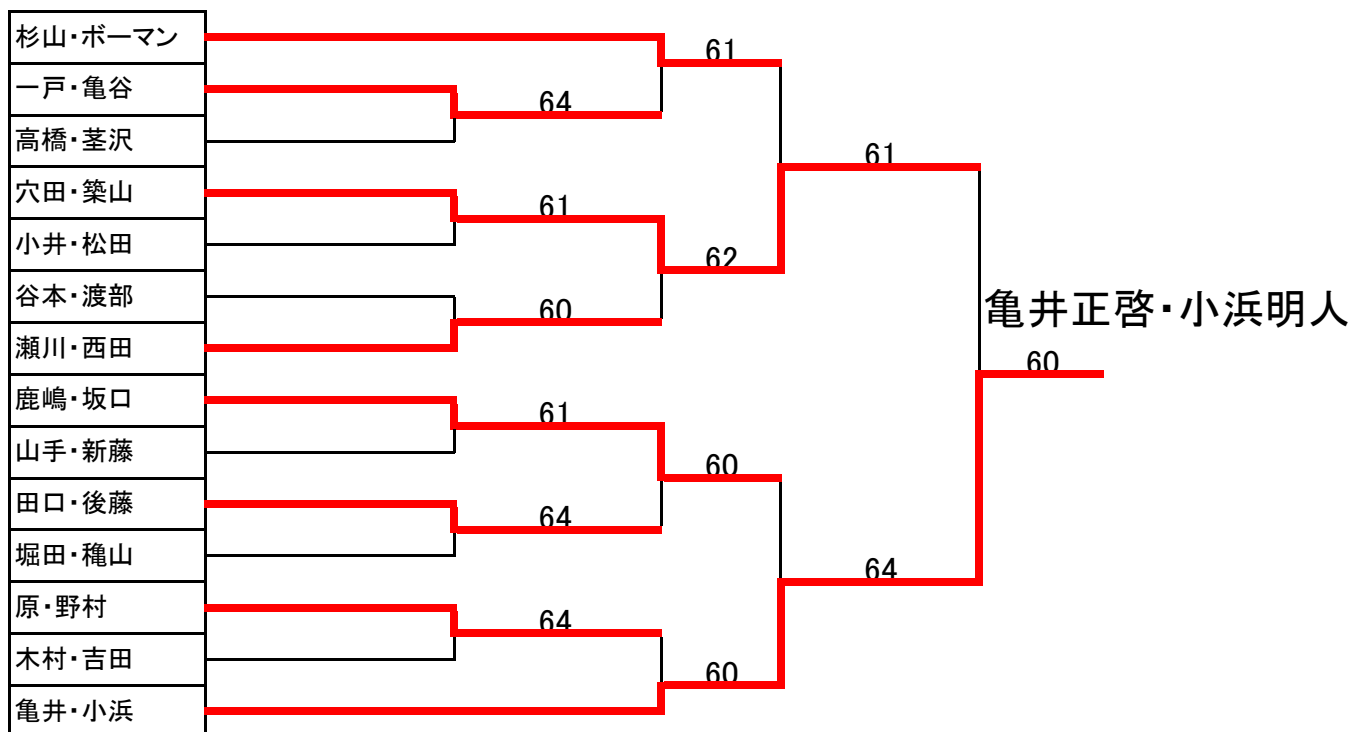 杉山・ボーマン
61
一戸・亀谷
64
高橋・茎沢
61
穴田・築山
61
小井・松田
62
谷本・渡部
60
亀井正啓・小浜明人
瀬川・西田
60
鹿嶋・坂口
61
山手・新藤
60
田口・後藤
64
堀田・穐山
64
原・野村
64
木村・吉田
60
亀井・小浜